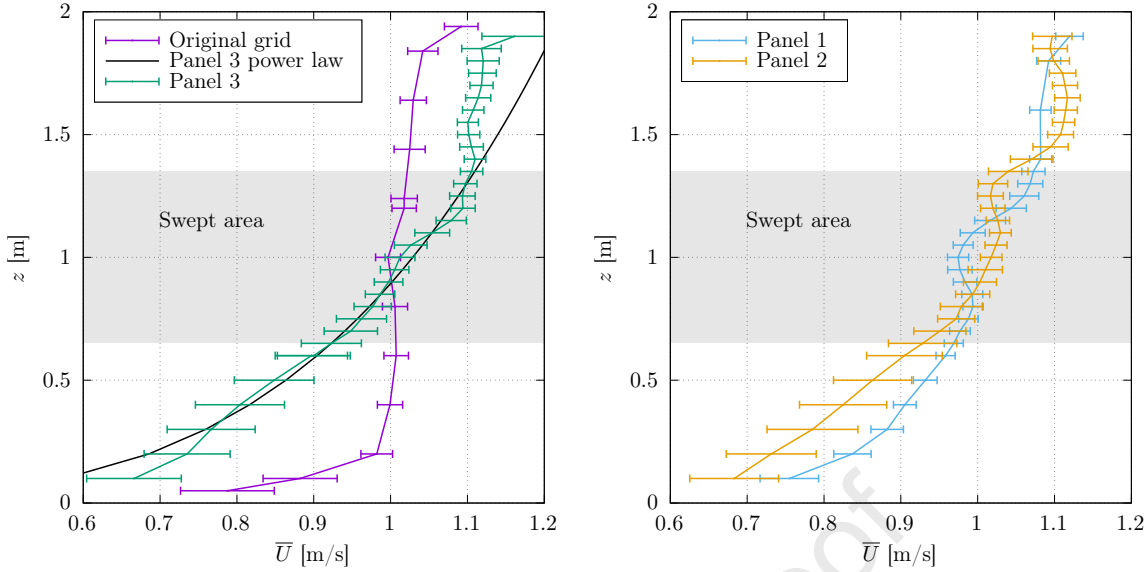 2
1.5
1
0.5
0
z [m]
Original grid
Panel 3 power law
Panel 3
Swept area
0.6 0.7 0.8 0.9 1 1.1 1.2
U̅ [m/s]
2
1.5
1
0.5
0
z [m]
Panel 1
Panel 2
Swept area
0.6 0.7 0.8 0.9 1 1.1 1.2
U̅ [m/s]